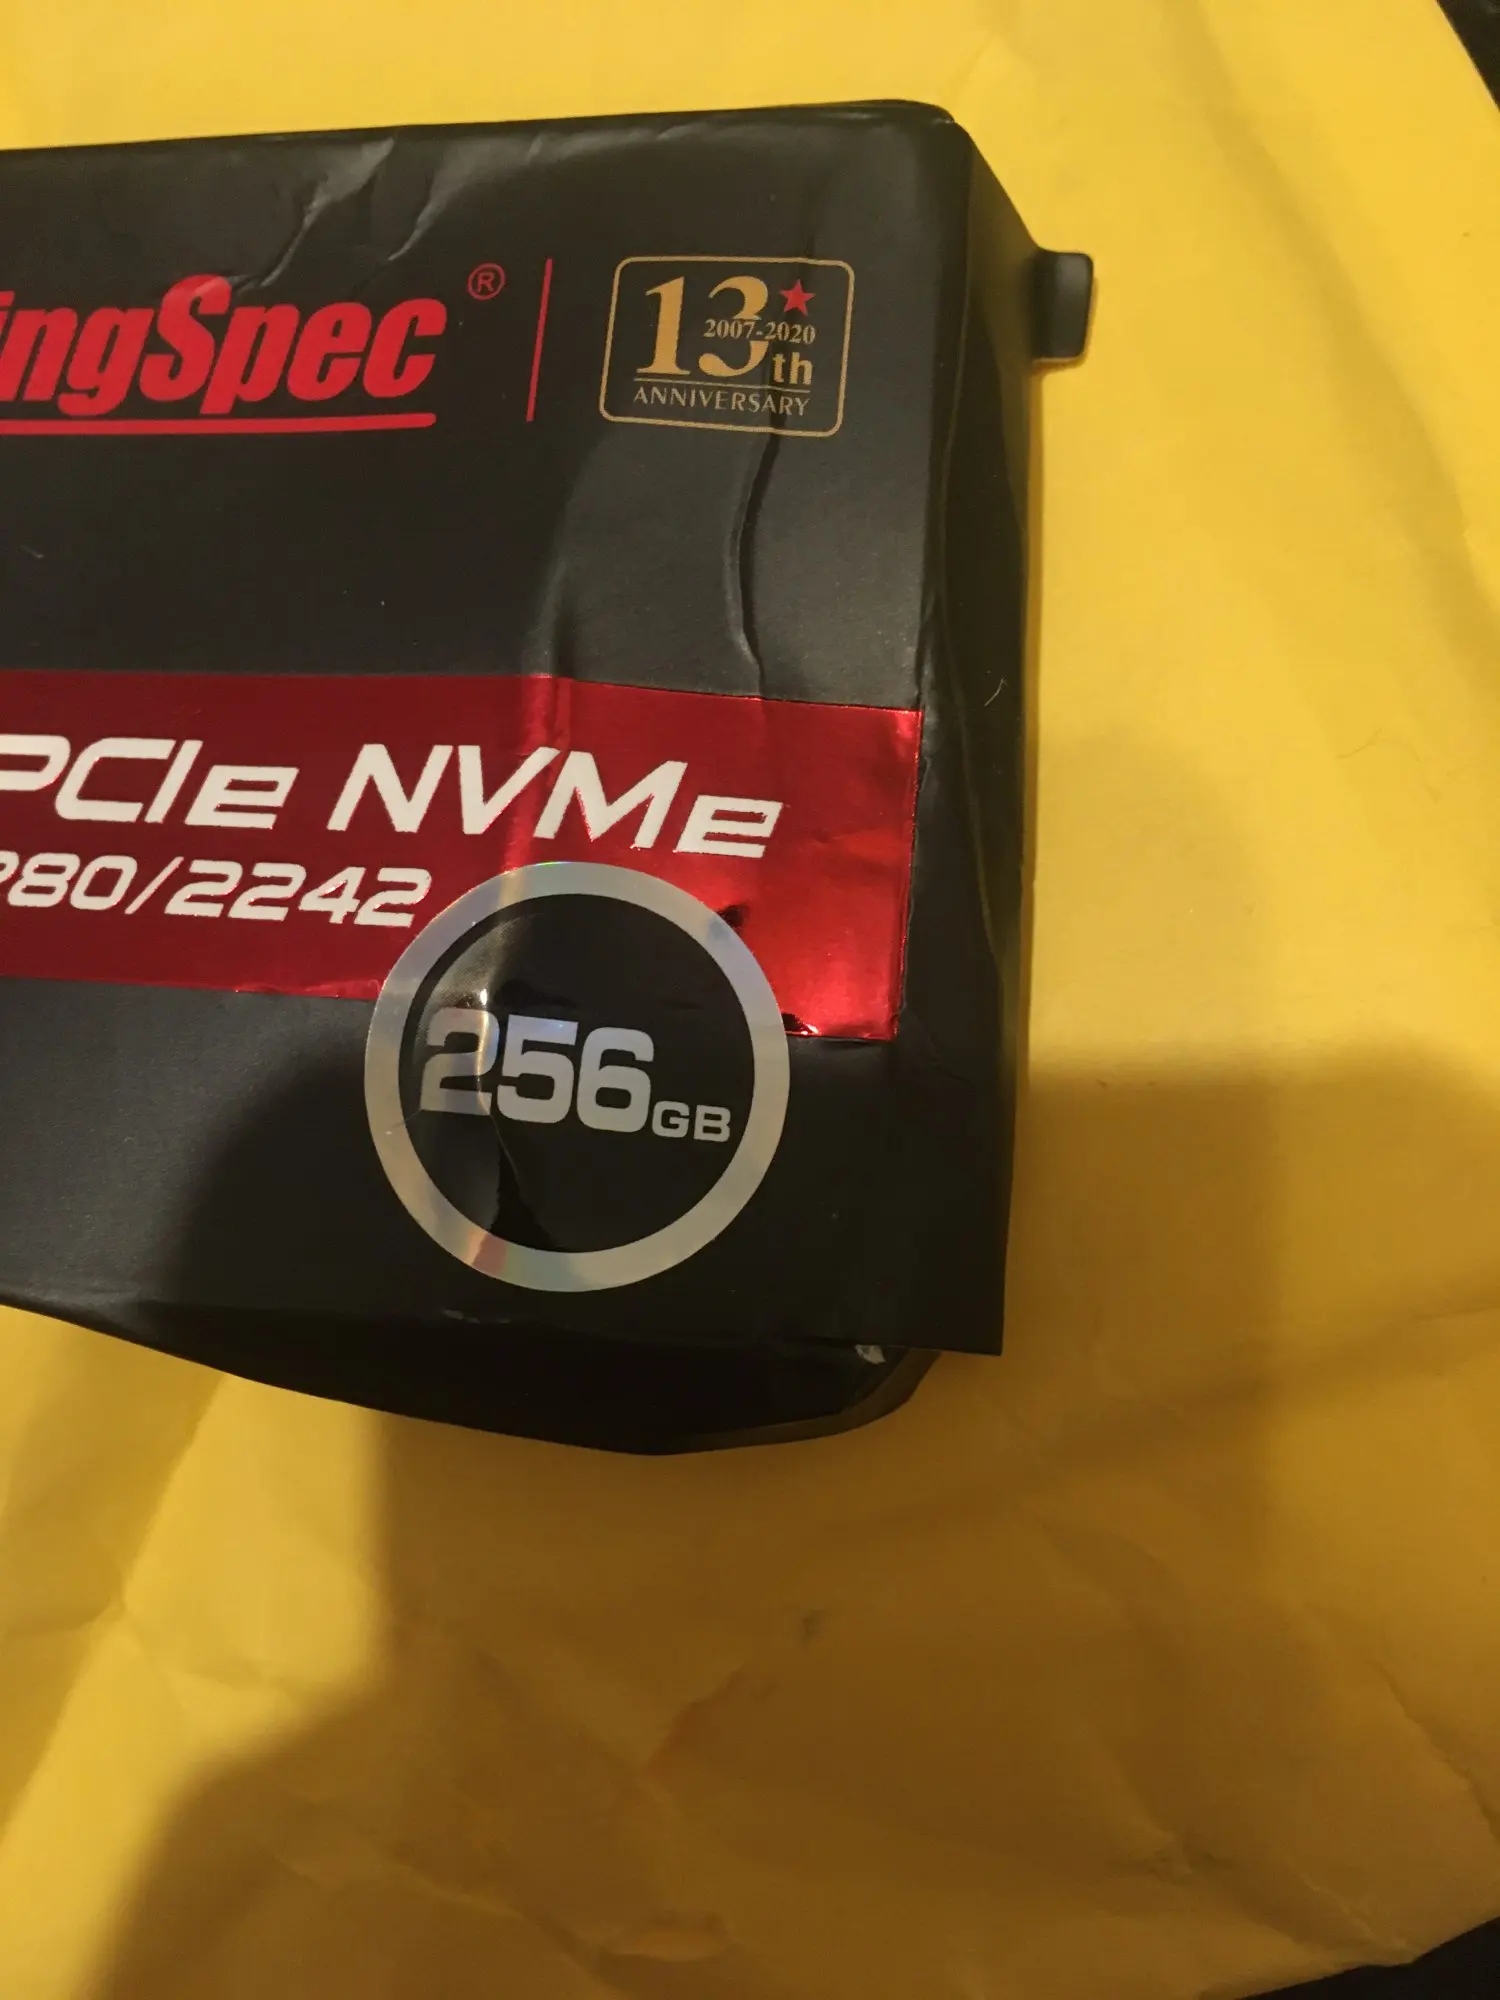 ingSpec®
13th
2007-2020
ANNIVERSARY
PCIe NVMe
280/2242
256GB